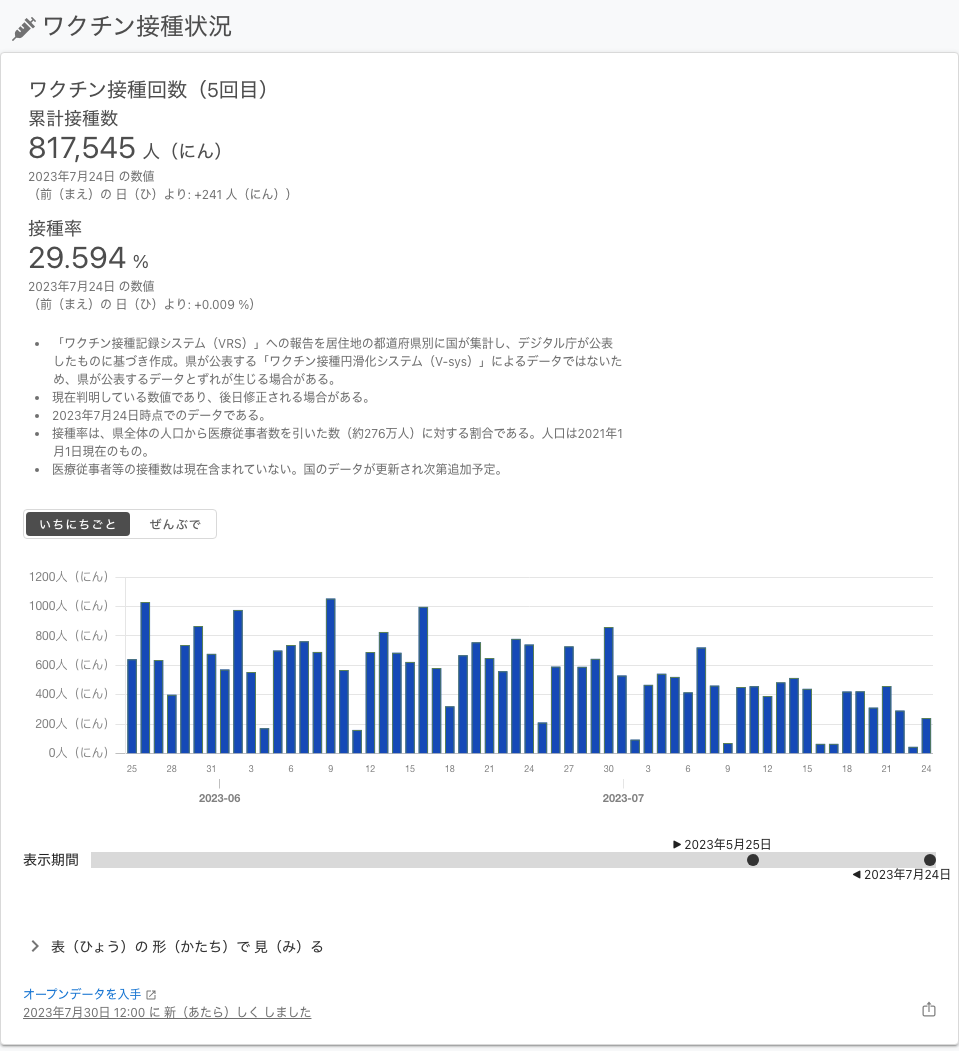 ワクチン接種状況
ワクチン接種回数（5回目）
累計接種数
817,545 人（にん）
2023年7月24日 の数値
（前（まえ）の 日（ひ）より: +241 人（にん））
接種率
29.594 %
2023年7月24日 の数値
（前（まえ）の 日（ひ）より: +0.009 %）
「ワクチン接種記録システム（VRS）」への報告を居住地の都道府県別に国が集計し、デジタル庁が公表
したものに基づき作成。県が公表する「ワクチン接種円滑化システム（V-sys）」によるデータではないた
め、県が公表するデータとずれが生じる場合がある。
現在判明している数値であり、後日修正される場合がある。
2023年7月24日時点でのデータである。
接種率は、県全体の人口から医療従事者数を引いた数（約276万人）に対する割合である。人口は2021年1
月1日現在のもの。
医療従事者等の接種数は現在含まれていない。国のデータが更新され次第追加予定。
いちにちごと ぜんぶで
1200人（にん）
1000人（にん）
800人（にん）
600人（にん）
400人（にん）
200人（にん）
0人（にん）
25 28 31 3 6 9 12 15 18 21 24 27 30 3 6 9 12 15 18 21 24
2023-06 2023-07
2023年5月25日
表示期間
2023年7月24日
表（ひょう）の 形（かたち）で 見（み）る
オープンデータを入手
2023年7月30日 12:00 に 新（あたら）しく しました